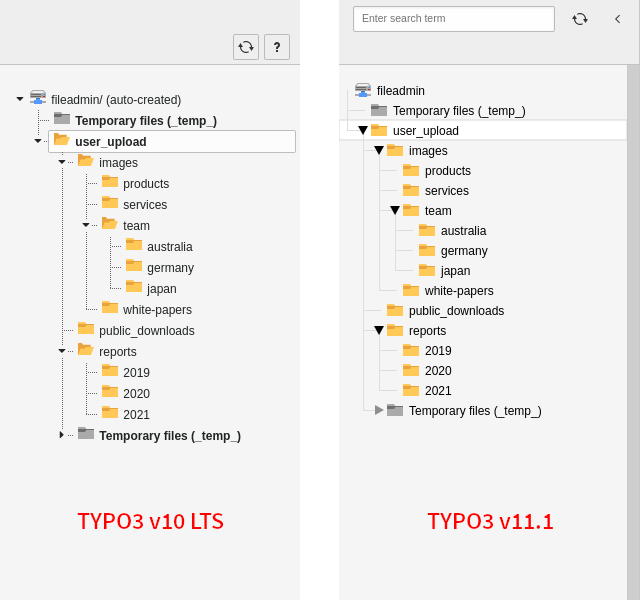 ?
fileadmin/ (auto-created)
Temporary files (_temp_)
user_upload
images
products
services
team
australia
germany
japan
white-papers
public_downloads
reports
2019
2020
2021
Temporary files (_temp_)
TYPO3 v10 LTS
Enter search term
fileadmin
Temporary files (_temp_)
user_upload
images
products
services
team
australia
germany
japan
white-papers
public_downloads
reports
2019
2020
2021
Temporary files (_temp_)
TYPO3 v11.1